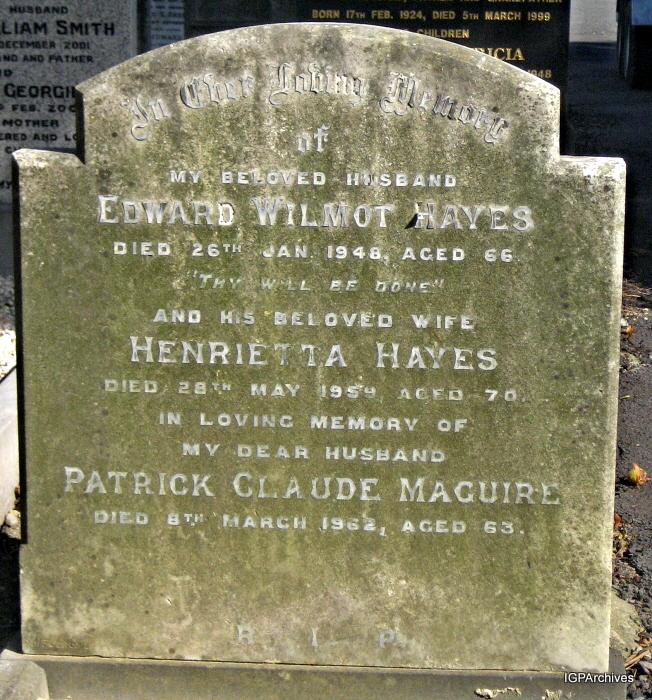 HUSBAND
LIAM SMITH
DECEMBER 2001
AND FATHER
GEORGI
FEB.
MOTHER
BORN 17TH FEB. 1924, DIED 5TH MARCH 1999
CHILDREN
RICIA
1948
In Ever Loving Memory
of
MY BELOVED HUSBAND
EDWARD WILMOT HAYES
DIED 26TH JAN. 1948, AGED 66.
"THY WILL BE DONE"
AND HIS BELOVED WIFE
HENRIETTA HAYES
DIED 28TH MAY 1959, AGED 70.
IN LOVING MEMORY OF
MY DEAR HUSBAND
PATRICK CLAUDE MAGUIRE
DIED 8TH MARCH 1962, AGED 63.
R. I. P.
IGPArchives